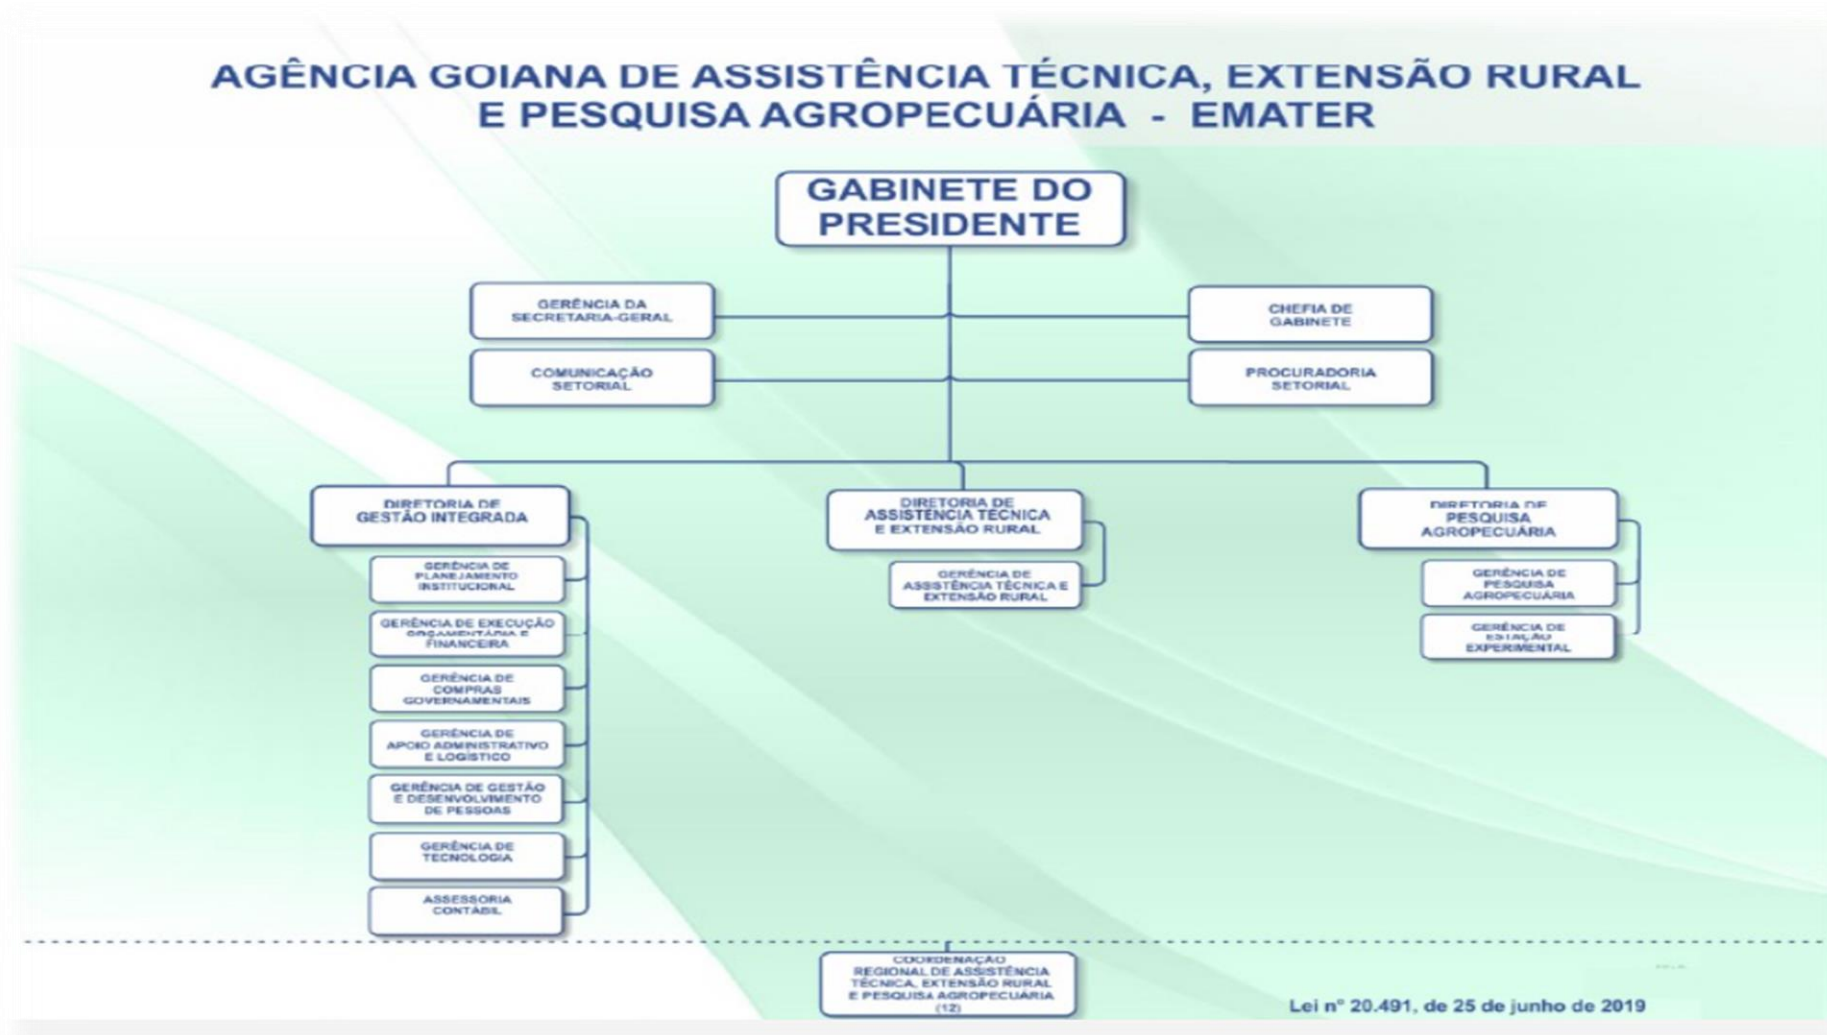 AGÊNCIA GOIANA DE ASSISTÊNCIA TÉCNICA, EXTENSÃO RURAL
E PESQUISA AGROPECUÁRIA - EMATER
GABINETE DO
PRESIDENTE
GERÊNCIA DA
SECRETARIA-GERAL
CHEFIA DE
GABINETE
COMUNICAÇÃO
SETORIAL
PROCURADORIA
SETORIAL
DIRETORIA DE
GESTÃO INTEGRADA
GERÊNCIA DE
PLANEJAMENTO
INSTITUCIONAL
GERÊNCIA DE EXECUÇÃO
ORÇAMENTÁRIA E
FINANCEIRA
GERÊNCIA DE
COMPRAS
GOVERNAMENTAIS
GERÊNCIA DE
APOIO ADMINISTRATIVO
E LOGÍSTICO
GERÊNCIA DE GESTÃO
E DESENVOLVIMENTO
DE PESSOAS
GERÊNCIA DE
TECNOLOGIA
ASSESSORIA
CONTÁBIL
DIRETORIA DE
ASSISTÊNCIA TÉCNICA
E EXTENSÃO RURAL
GERÊNCIA DE
ASSISTÊNCIA TÉCNICA E
EXTENSÃO RURAL
DIRETORIA DE
PESQUISA
AGROPECUÁRIA
GERÊNCIA DE
PESQUISA
AGROPECUÁRIA
GERÊNCIA DE
ESTAÇÃO
EXPERIMENTAL
COORDENAÇÃO
REGIONAL DE ASSISTÊNCIA
TÉCNICA, EXTENSÃO RURAL
E PESQUISA AGROPECUÁRIA
(12)
Lei n° 20.491, de 25 de junho de 2019